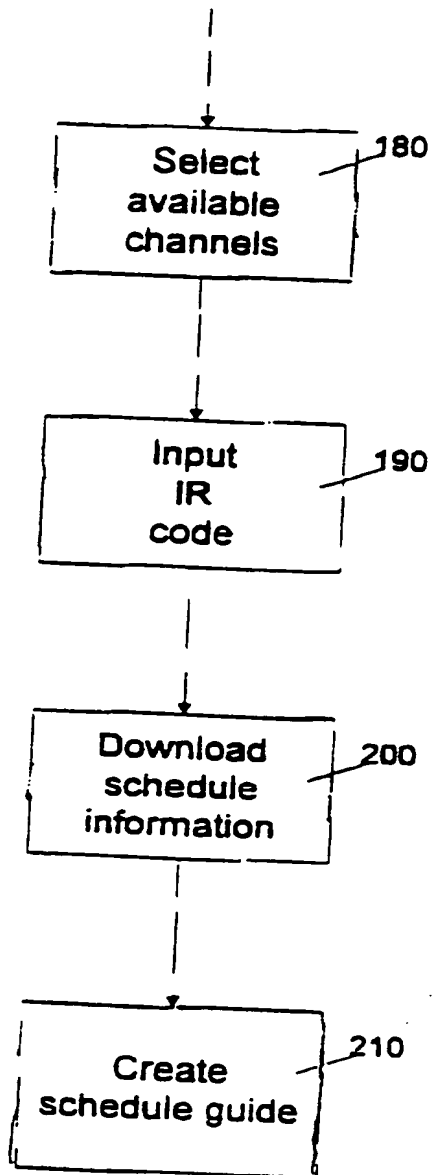 Select
available
channels
180
Input
IR
code
190
Download
schedule
information
200
Create
schedule guide
210